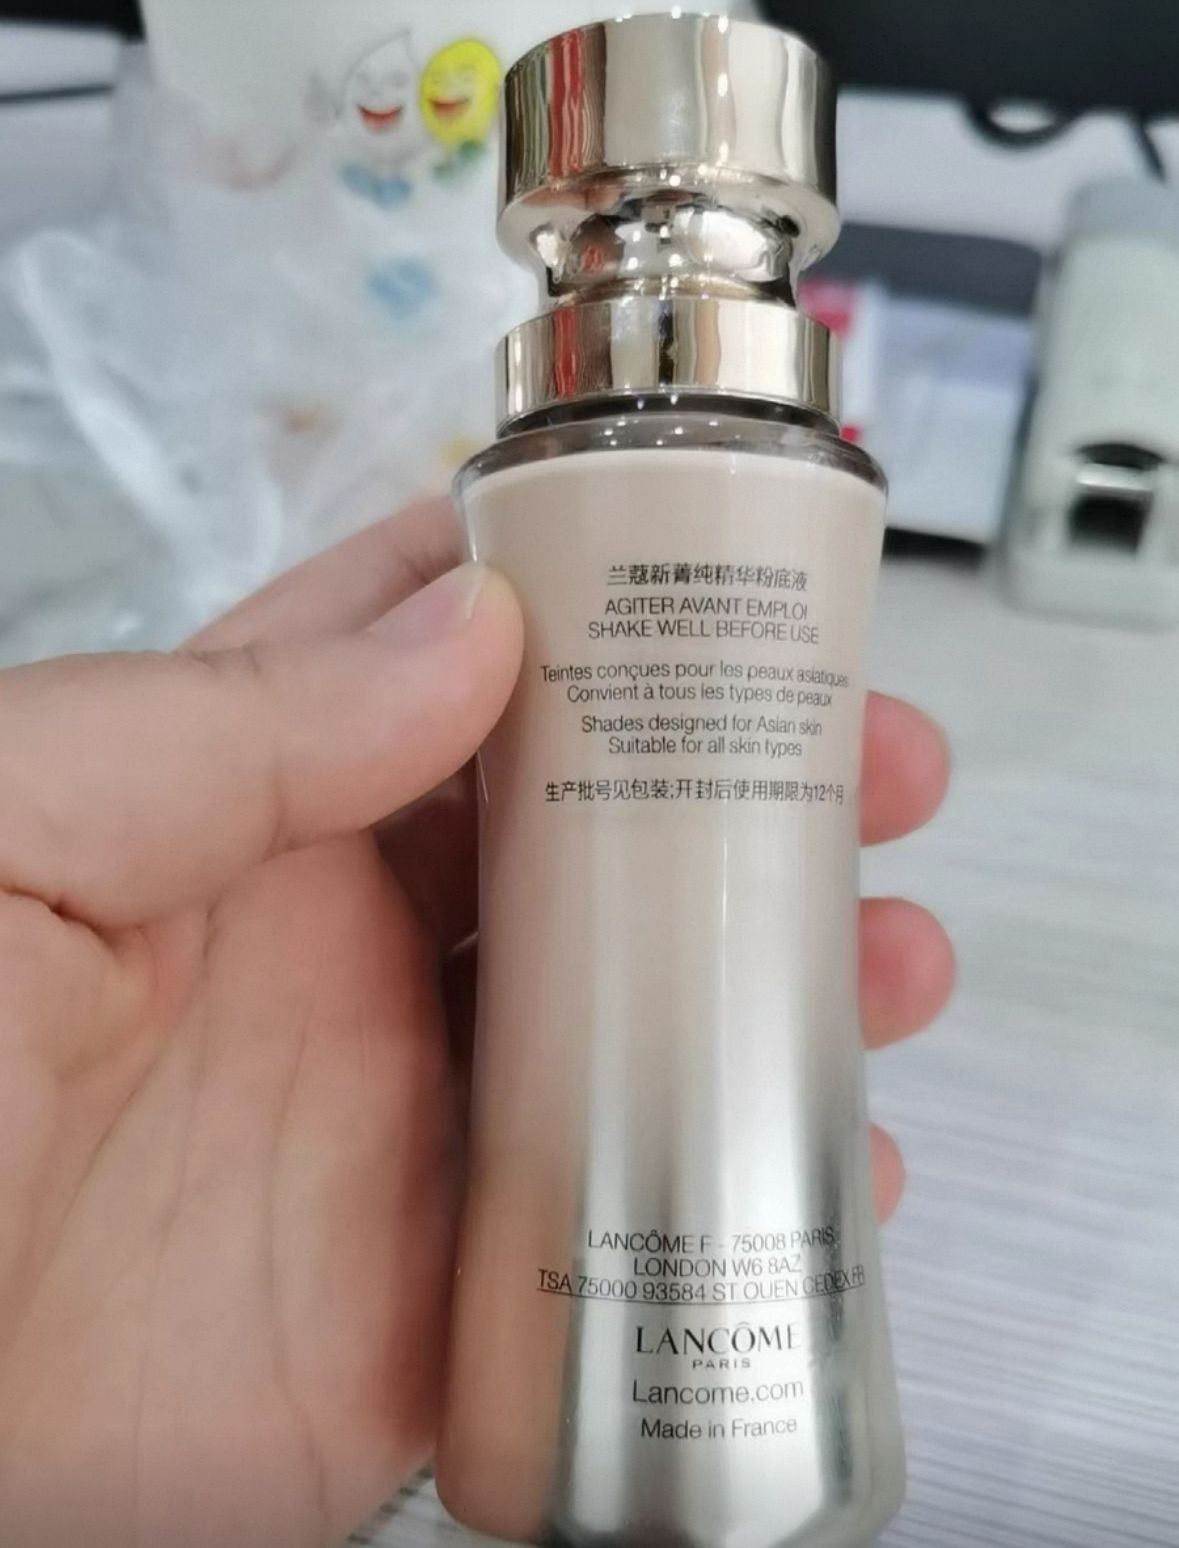 兰蔻新菁纯精华粉底液
AGITER AVANT EMPLOI
SHAKE WELL BEFORE USE
Teintes conçues pour les peaux asiatiques
Convient à tous les types de peaux
Shades designed for Asian skin
Suitable for all skin types
生产批号见包装;开封后使用期限为12个月
LANCÔME F - 75008 PARIS -
LONDON W6 8AZ
TSA 75000 93584 ST OUEN CEDEX FR
LANCÔME
PARIS
Lancome.com
Made in France